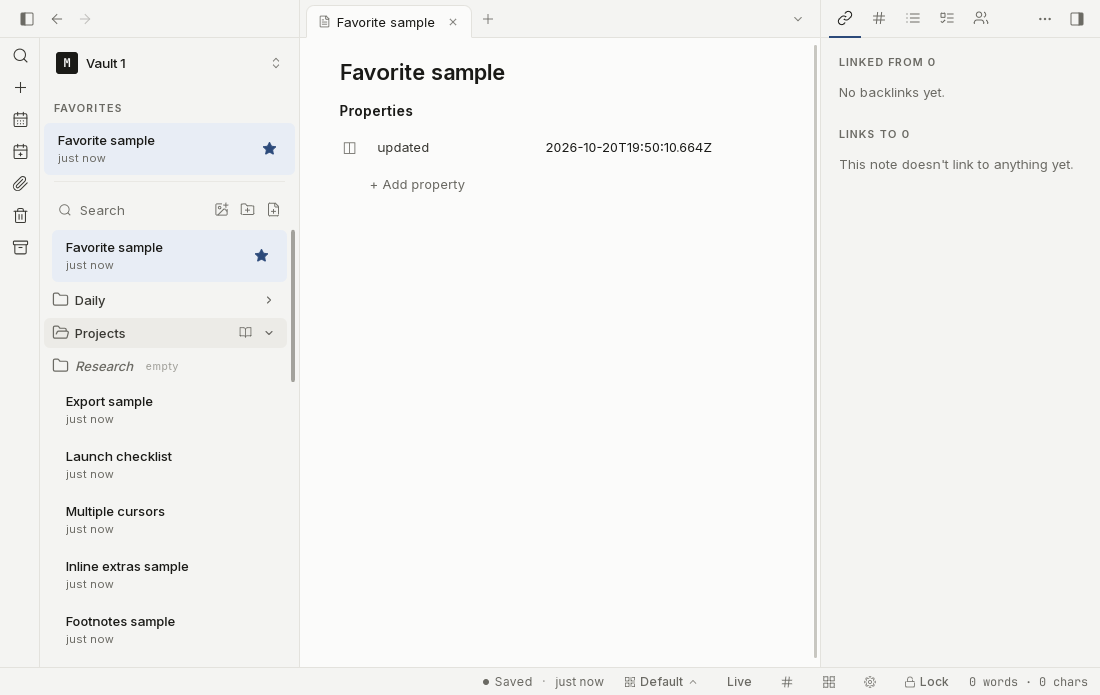 Favorite sample
M Vault 1
FAVORITES
Favorite sample
just now
Search
Favorite sample
just now
Daily
Projects
Research empty
Export sample
just now
Launch checklist
just now
Multiple cursors
just now
Inline extras sample
just now
Footnotes sample
just now
Favorite sample
Properties
updated 2026-10-20T19:50:10.664Z
+ Add property
LINKED FROM 0
No backlinks yet.
LINKS TO 0
This note doesn't link to anything yet.
Saved · just now Default Live Lock 0 words · 0 chars